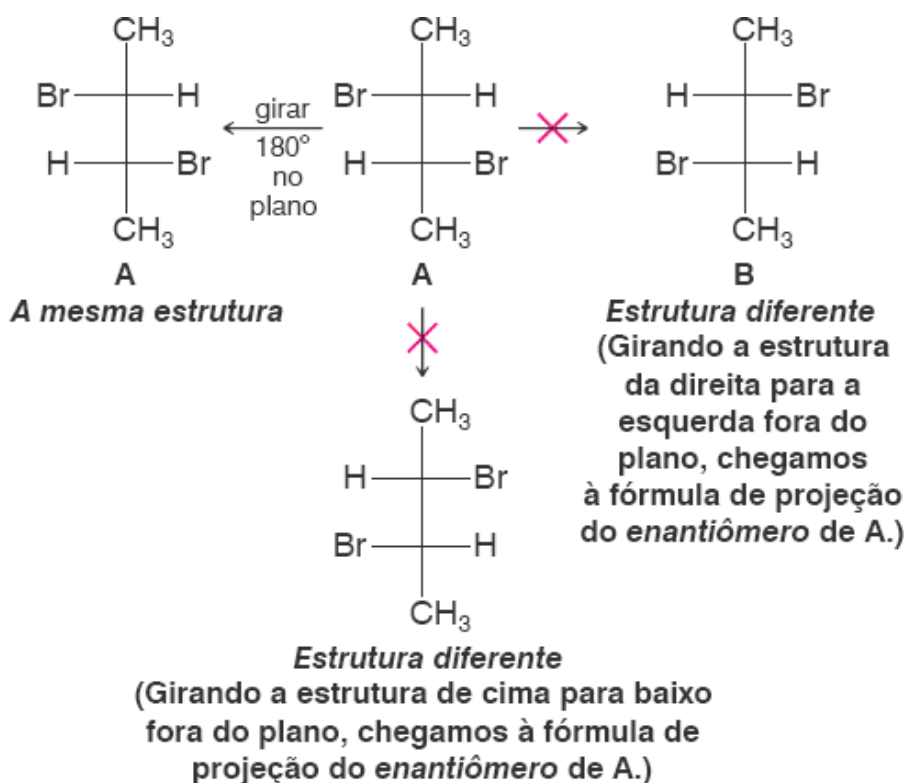 CH3 CH3 CH3
Br H Br H H Br
girar
180º
H Br H Br Br H
no
plano
CH3 CH3 CH3
A A B
A mesma estrutura
Estrutura diferente
(Girando a estrutura
da direita para a
esquerda fora do
plano, chegamos
à fórmula de projeção
do enantiômero de A.)
CH3
H Br
Br H
CH3
Estrutura diferente
(Girando a estrutura de cima para baixo
fora do plano, chegamos à fórmula de
projeção do enantiômero de A.)